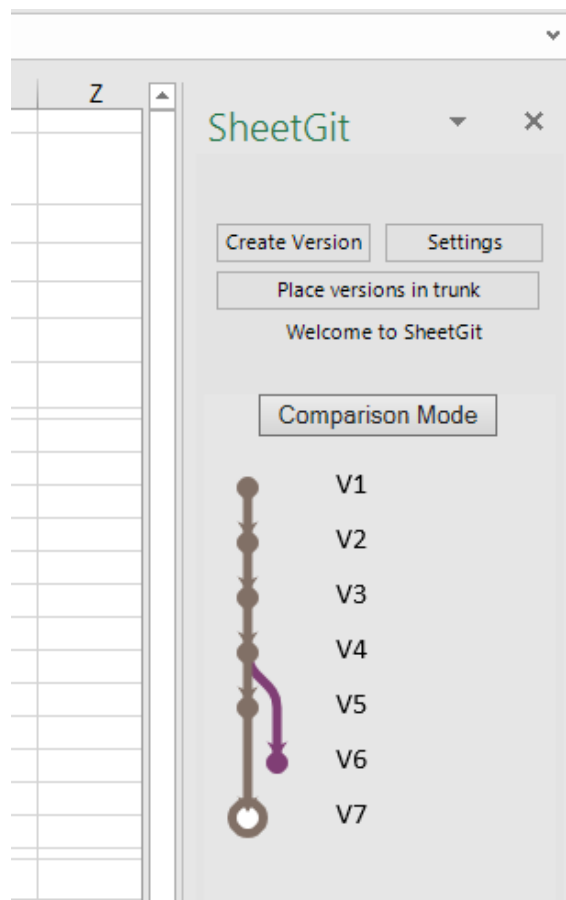 Z
SheetGit
Create Version
Settings
Place versions in trunk
Welcome to SheetGit
Comparison Mode
V1
V2
V3
V4
V5
V6
V7